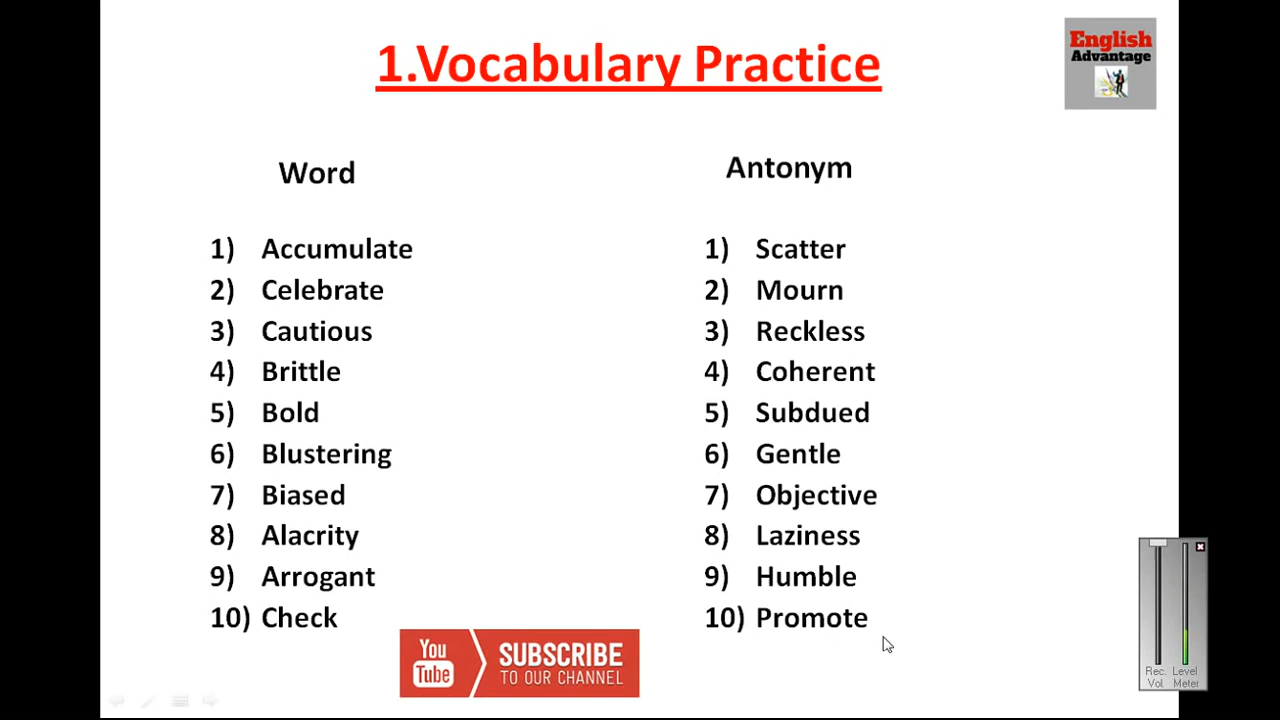 1.Vocabulary Practice
English
Advantage
Word
Antonym
1) Accumulate
1) Scatter
2) Celebrate
2) Mourn
3) Cautious
3) Reckless
4) Brittle
4) Coherent
5) Bold
5) Subdued
6) Blustering
6) Gentle
7) Biased
7) Objective
8) Alacrity
8) Laziness
9) Arrogant
9) Humble
10) Check
10) Promote
You
Tube
SUBSCRIBE
TO OUR CHANNEL
Rec. Level
Vol. Meter